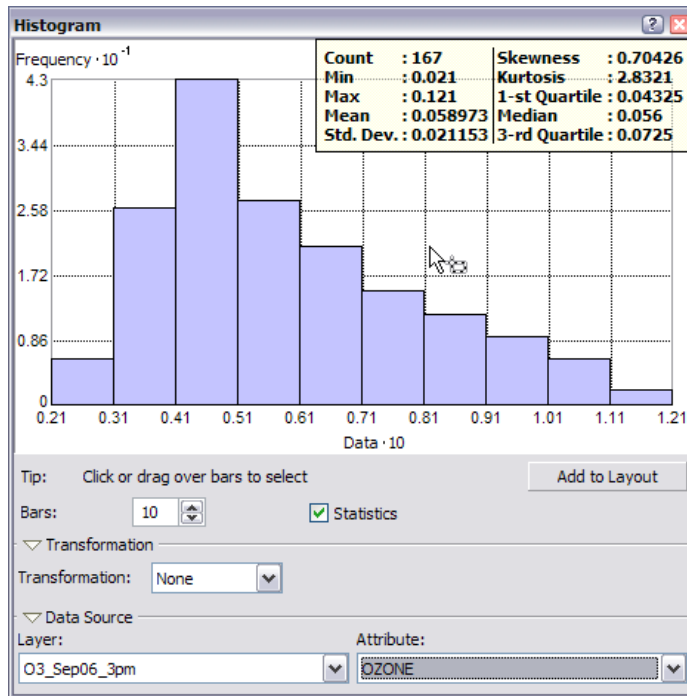 Histogram
Frequency · 10⁻¹
Count : 167 Skewness : 0.70426
Min : 0.021 Kurtosis : 2.8321
Max : 0.121 1-st Quartile : 0.04325
Mean : 0.058973 Median : 0.056
Std. Dev. : 0.021153 3-rd Quartile : 0.0725
4.3
3.44
2.58
1.72
0.86
0
0.21 0.31 0.41 0.51 0.61 0.71 0.81 0.91 1.01 1.11 1.21
Data · 10
Tip: Click or drag over bars to select Add to Layout
Bars: 10 Statistics
Transformation
Transformation: None
Data Source
Layer: Attribute:
O3_Sep06_3pm OZONE